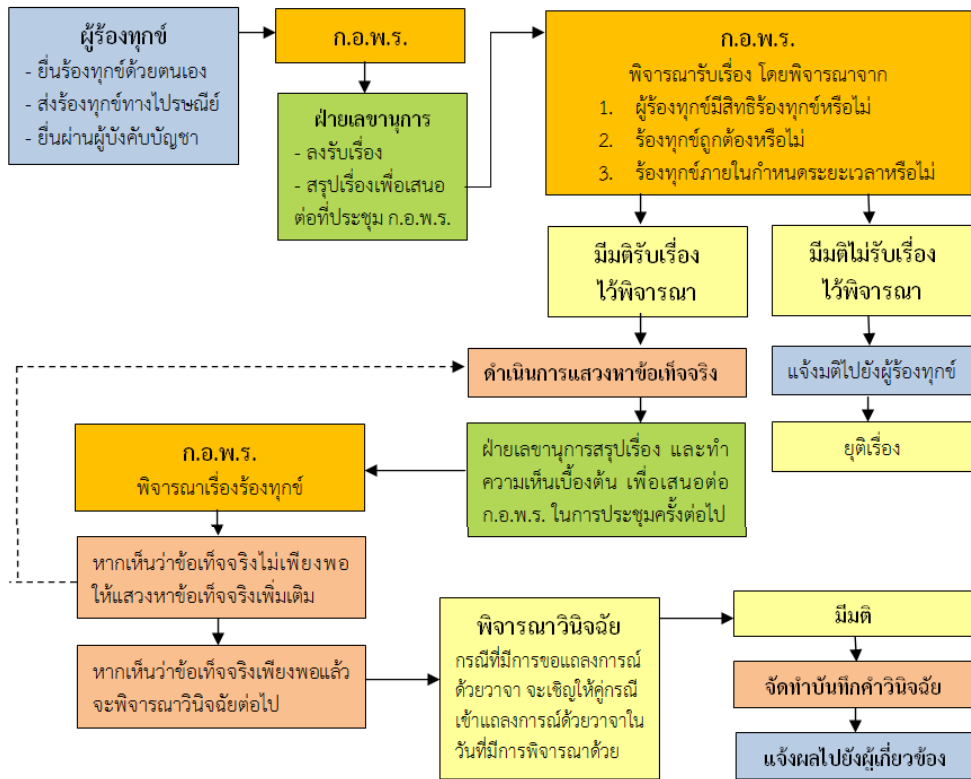 ผู้ร้องทุกข์
- ยื่นร้องทุกข์ด้วยตนเอง
- ส่งร้องทุกข์ทางไปรษณีย์
- ยื่นผ่านผู้บังคับบัญชา
ก.อ.พ.ร.
ฝ่ายเลขานุการ
- ลงรับเรื่อง
- สรุปเรื่องเพื่อเสนอ
ต่อที่ประชุม ก.อ.พ.ร.
ก.อ.พ.ร.
พิจารณารับเรื่อง โดยพิจารณาจาก
1. ผู้ร้องทุกข์มีสิทธิร้องทุกข์หรือไม่
2. ร้องทุกข์ถูกต้องหรือไม่
3. ร้องทุกข์ภายในกำหนดระยะเวลาหรือไม่
มีมติรับเรื่อง
ไว้พิจารณา
มีมติไม่รับเรื่อง
ไว้พิจารณา
แจ้งมติไปยังผู้ร้องทุกข์
ยุติเรื่อง
ดำเนินการแสวงหาข้อเท็จจริง
ฝ่ายเลขานุการสรุปเรื่อง และทำ
ความเห็นเบื้องต้น เพื่อเสนอต่อ
ก.อ.พ.ร. ในการประชุมครั้งต่อไป
ก.อ.พ.ร.
พิจารณาเรื่องร้องทุกข์
หากเห็นว่าข้อเท็จจริงไม่เพียงพอ
ให้แสวงหาข้อเท็จจริงเพิ่มเติม
หากเห็นว่าข้อเท็จจริงเพียงพอแล้ว
จะพิจารณาวินิจฉัยต่อไป
พิจารณาวินิจฉัย
กรณีที่มีการขอแถลงการณ์
ด้วยวาจา จะเชิญให้คู่กรณี
เข้าแถลงการณ์ด้วยวาจาใน
วันที่มีการพิจารณาด้วย
มีมติ
จัดทำบันทึกคำวินิจฉัย
แจ้งผลไปยังผู้เกี่ยวข้อง